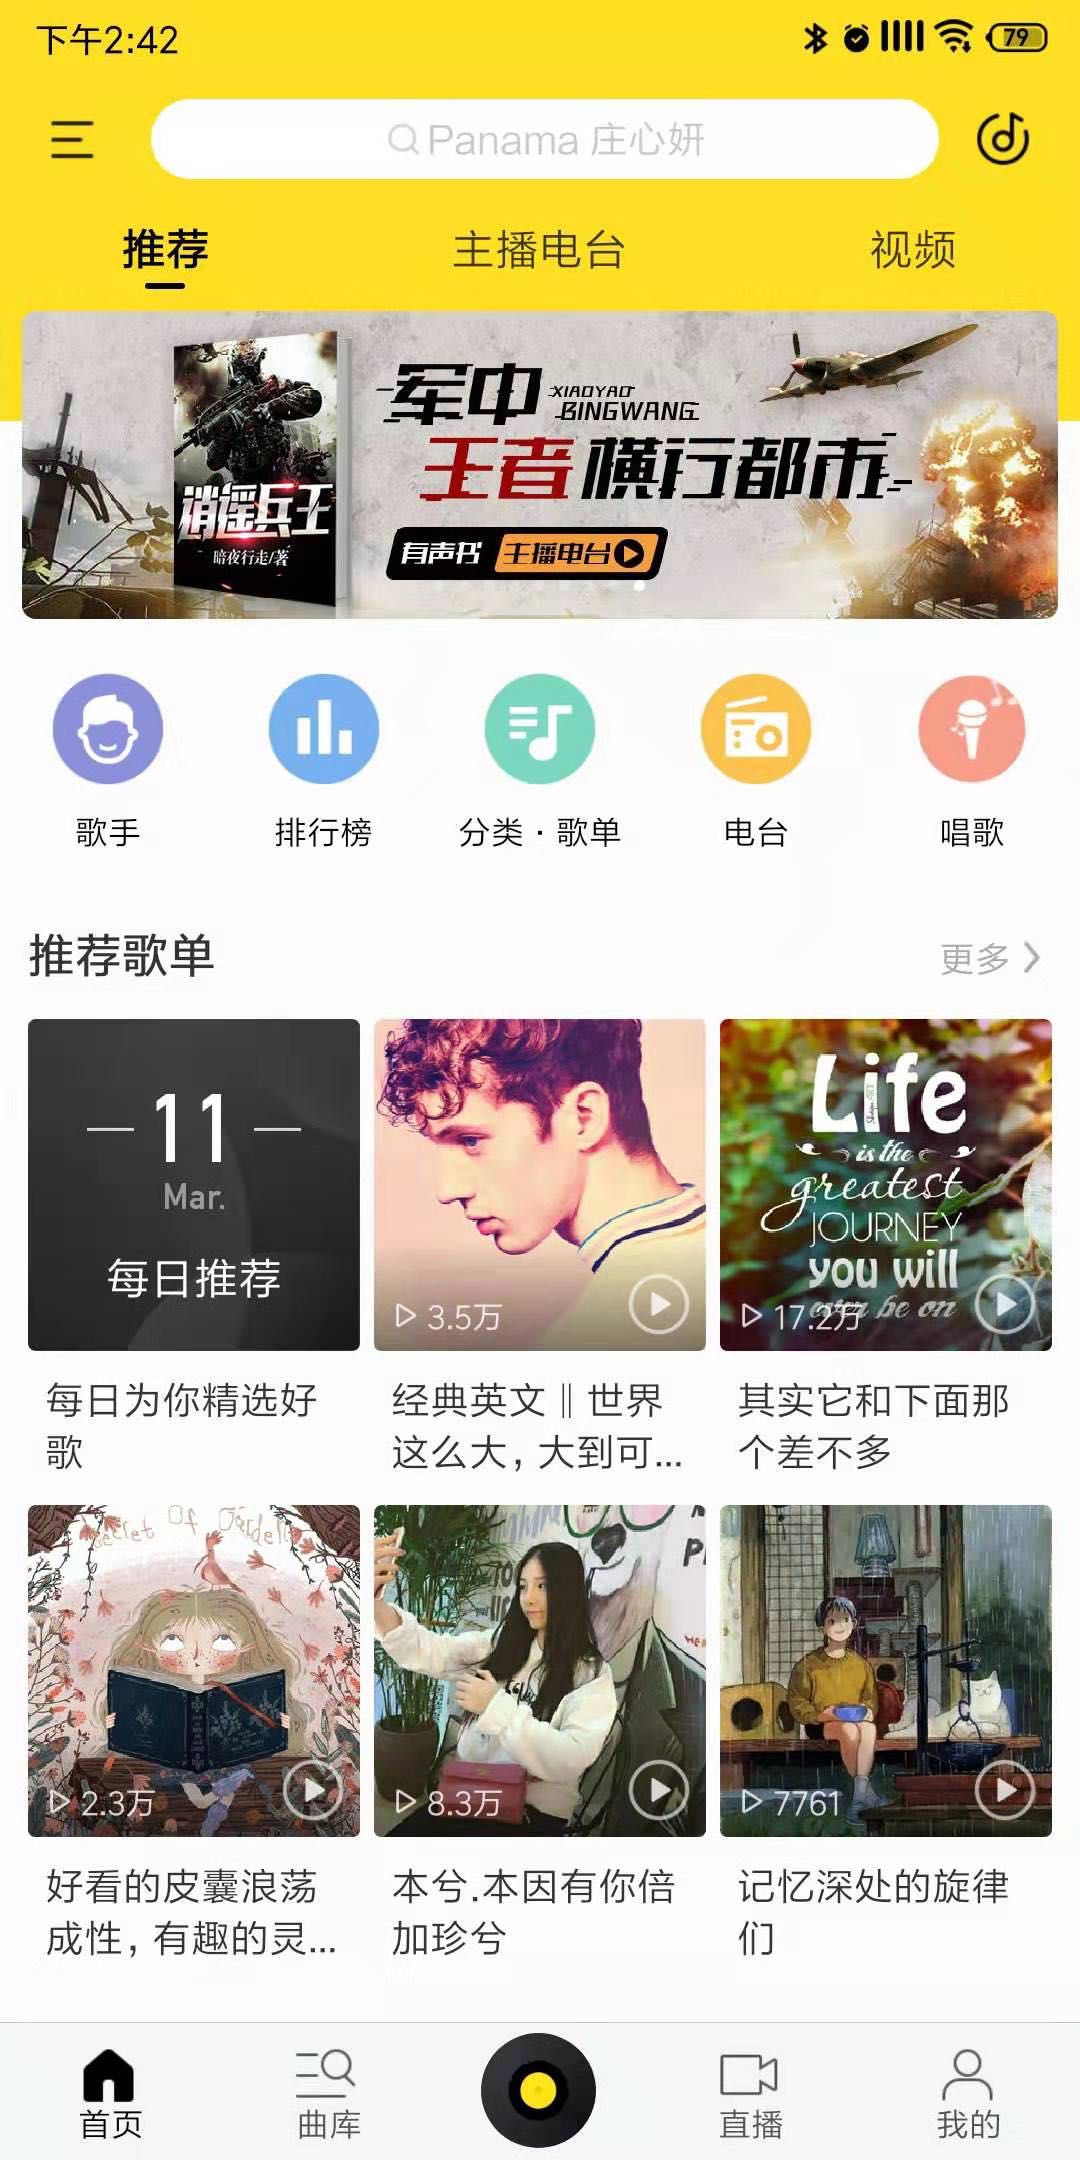 下午2:42
79
Panama 庄心妍
推荐
主播电台
视频
军中
XIAOYAO
BINGWANG
王者横行都市
逍遥兵王
暗夜行走/著
有声书 主播电台
歌手
排行榜
分类·歌单
电台
唱歌
推荐歌单
更多
11
Mar.
每日推荐
3.5万
Life
is the
greatest
JOURNEY
you will
ever be on
17.2万
每日为你精选好
歌
经典英文‖世界
这么大,大到可...
其实它和下面那
个差不多
Secret Of Garden
2.3万
8.3万
7761
好看的皮囊浪荡
成性,有趣的灵...
本兮.本因有你倍
加珍兮
记忆深处的旋律
们
首页
曲库
直播
我的